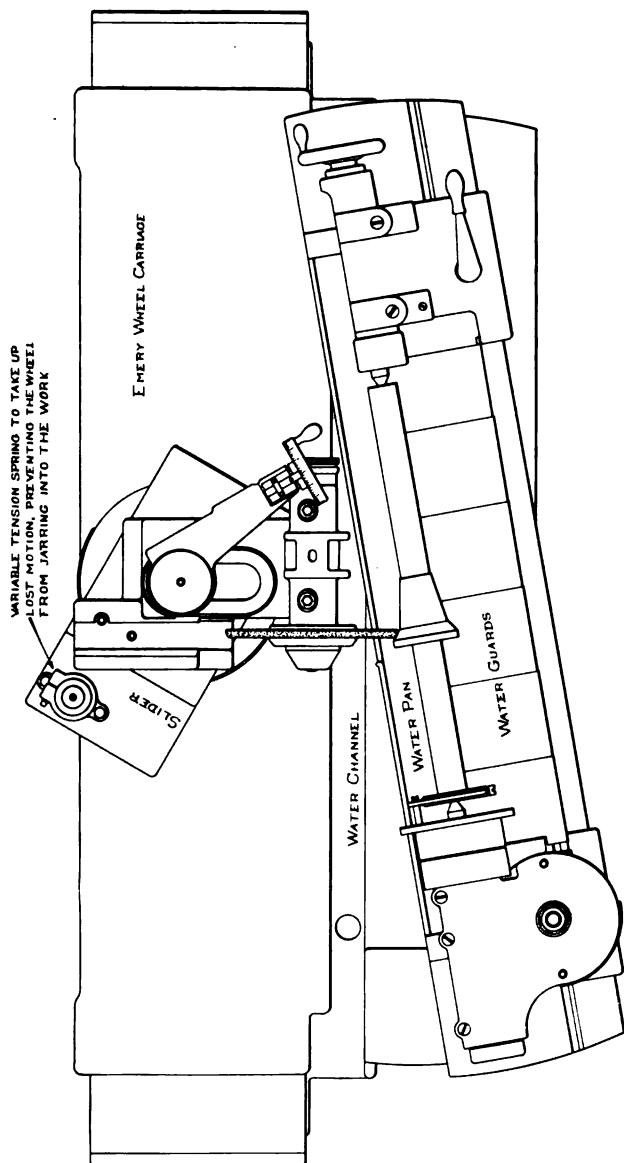 VARIABLE TENSION SPRING TO TAKE UP
LOST MOTION, PREVENTING THE WHEEL
FROM JARRING INTO THE WORK
EMERY WHEEL CARRIAGE
SLIDER
WATER CHANNEL
WATER PAN
WATER GUARDS